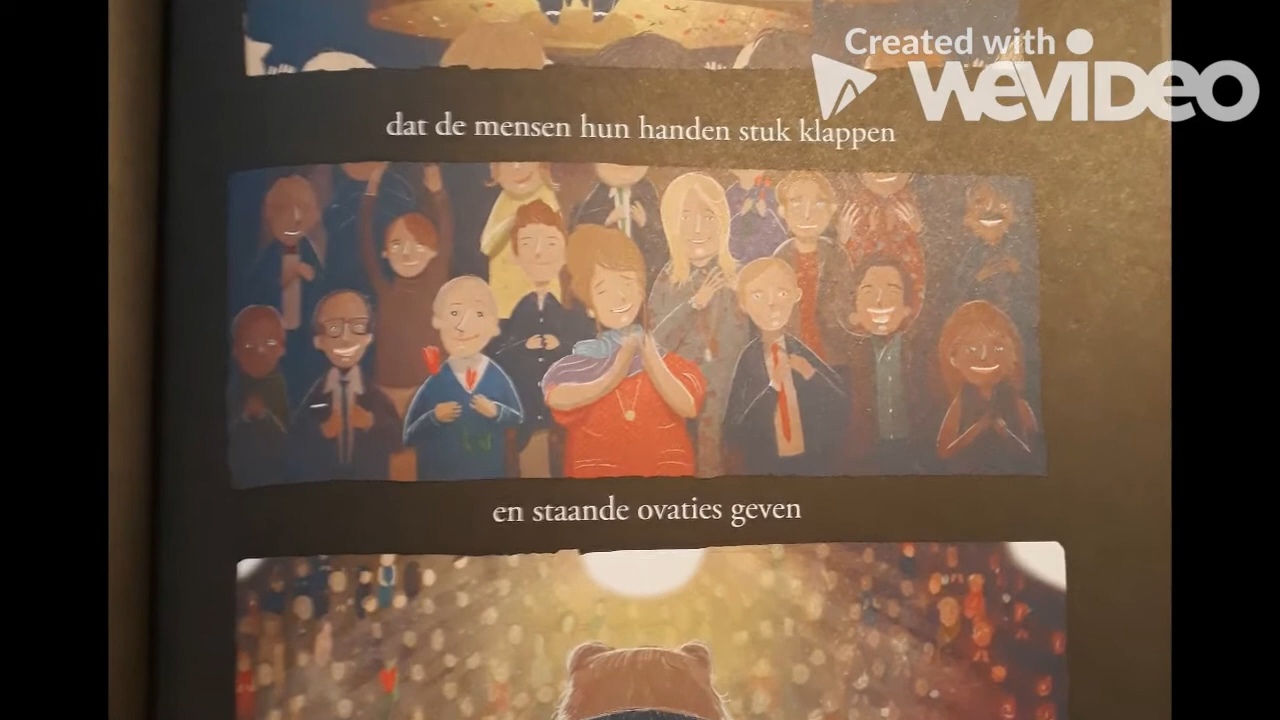 Created with
WeVIDEO
dat de mensen hun handen stuk klappen
en staande ovaties geven